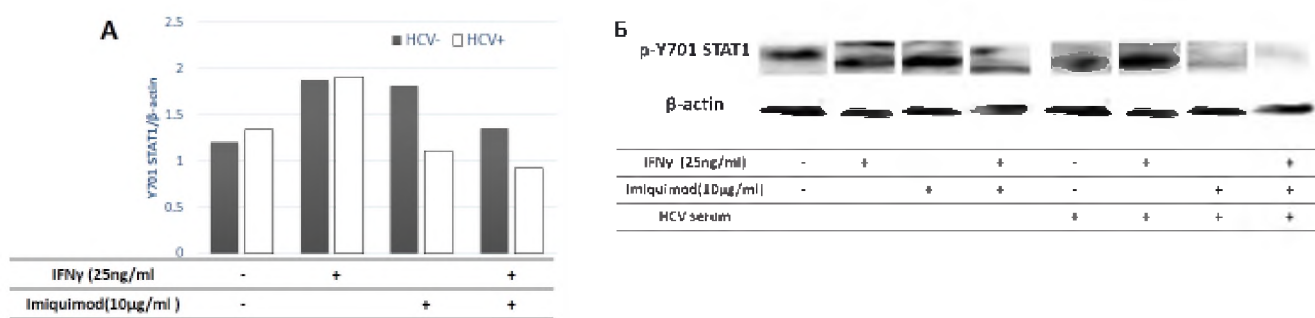 A
2.5
HCV- HCV+
2
1.5
1
0.5
0
Y701 STAT1/β-actin
IFNγ (25ng/ml - + +
Imiquimod(10µg/ml ) - + +
Б
p-Y701 STAT1
β-actin
IFNγ (25ng/ml) - + + - + +
Imiquimod(10µg/ml) - + + - + +
HCV serum + + + +